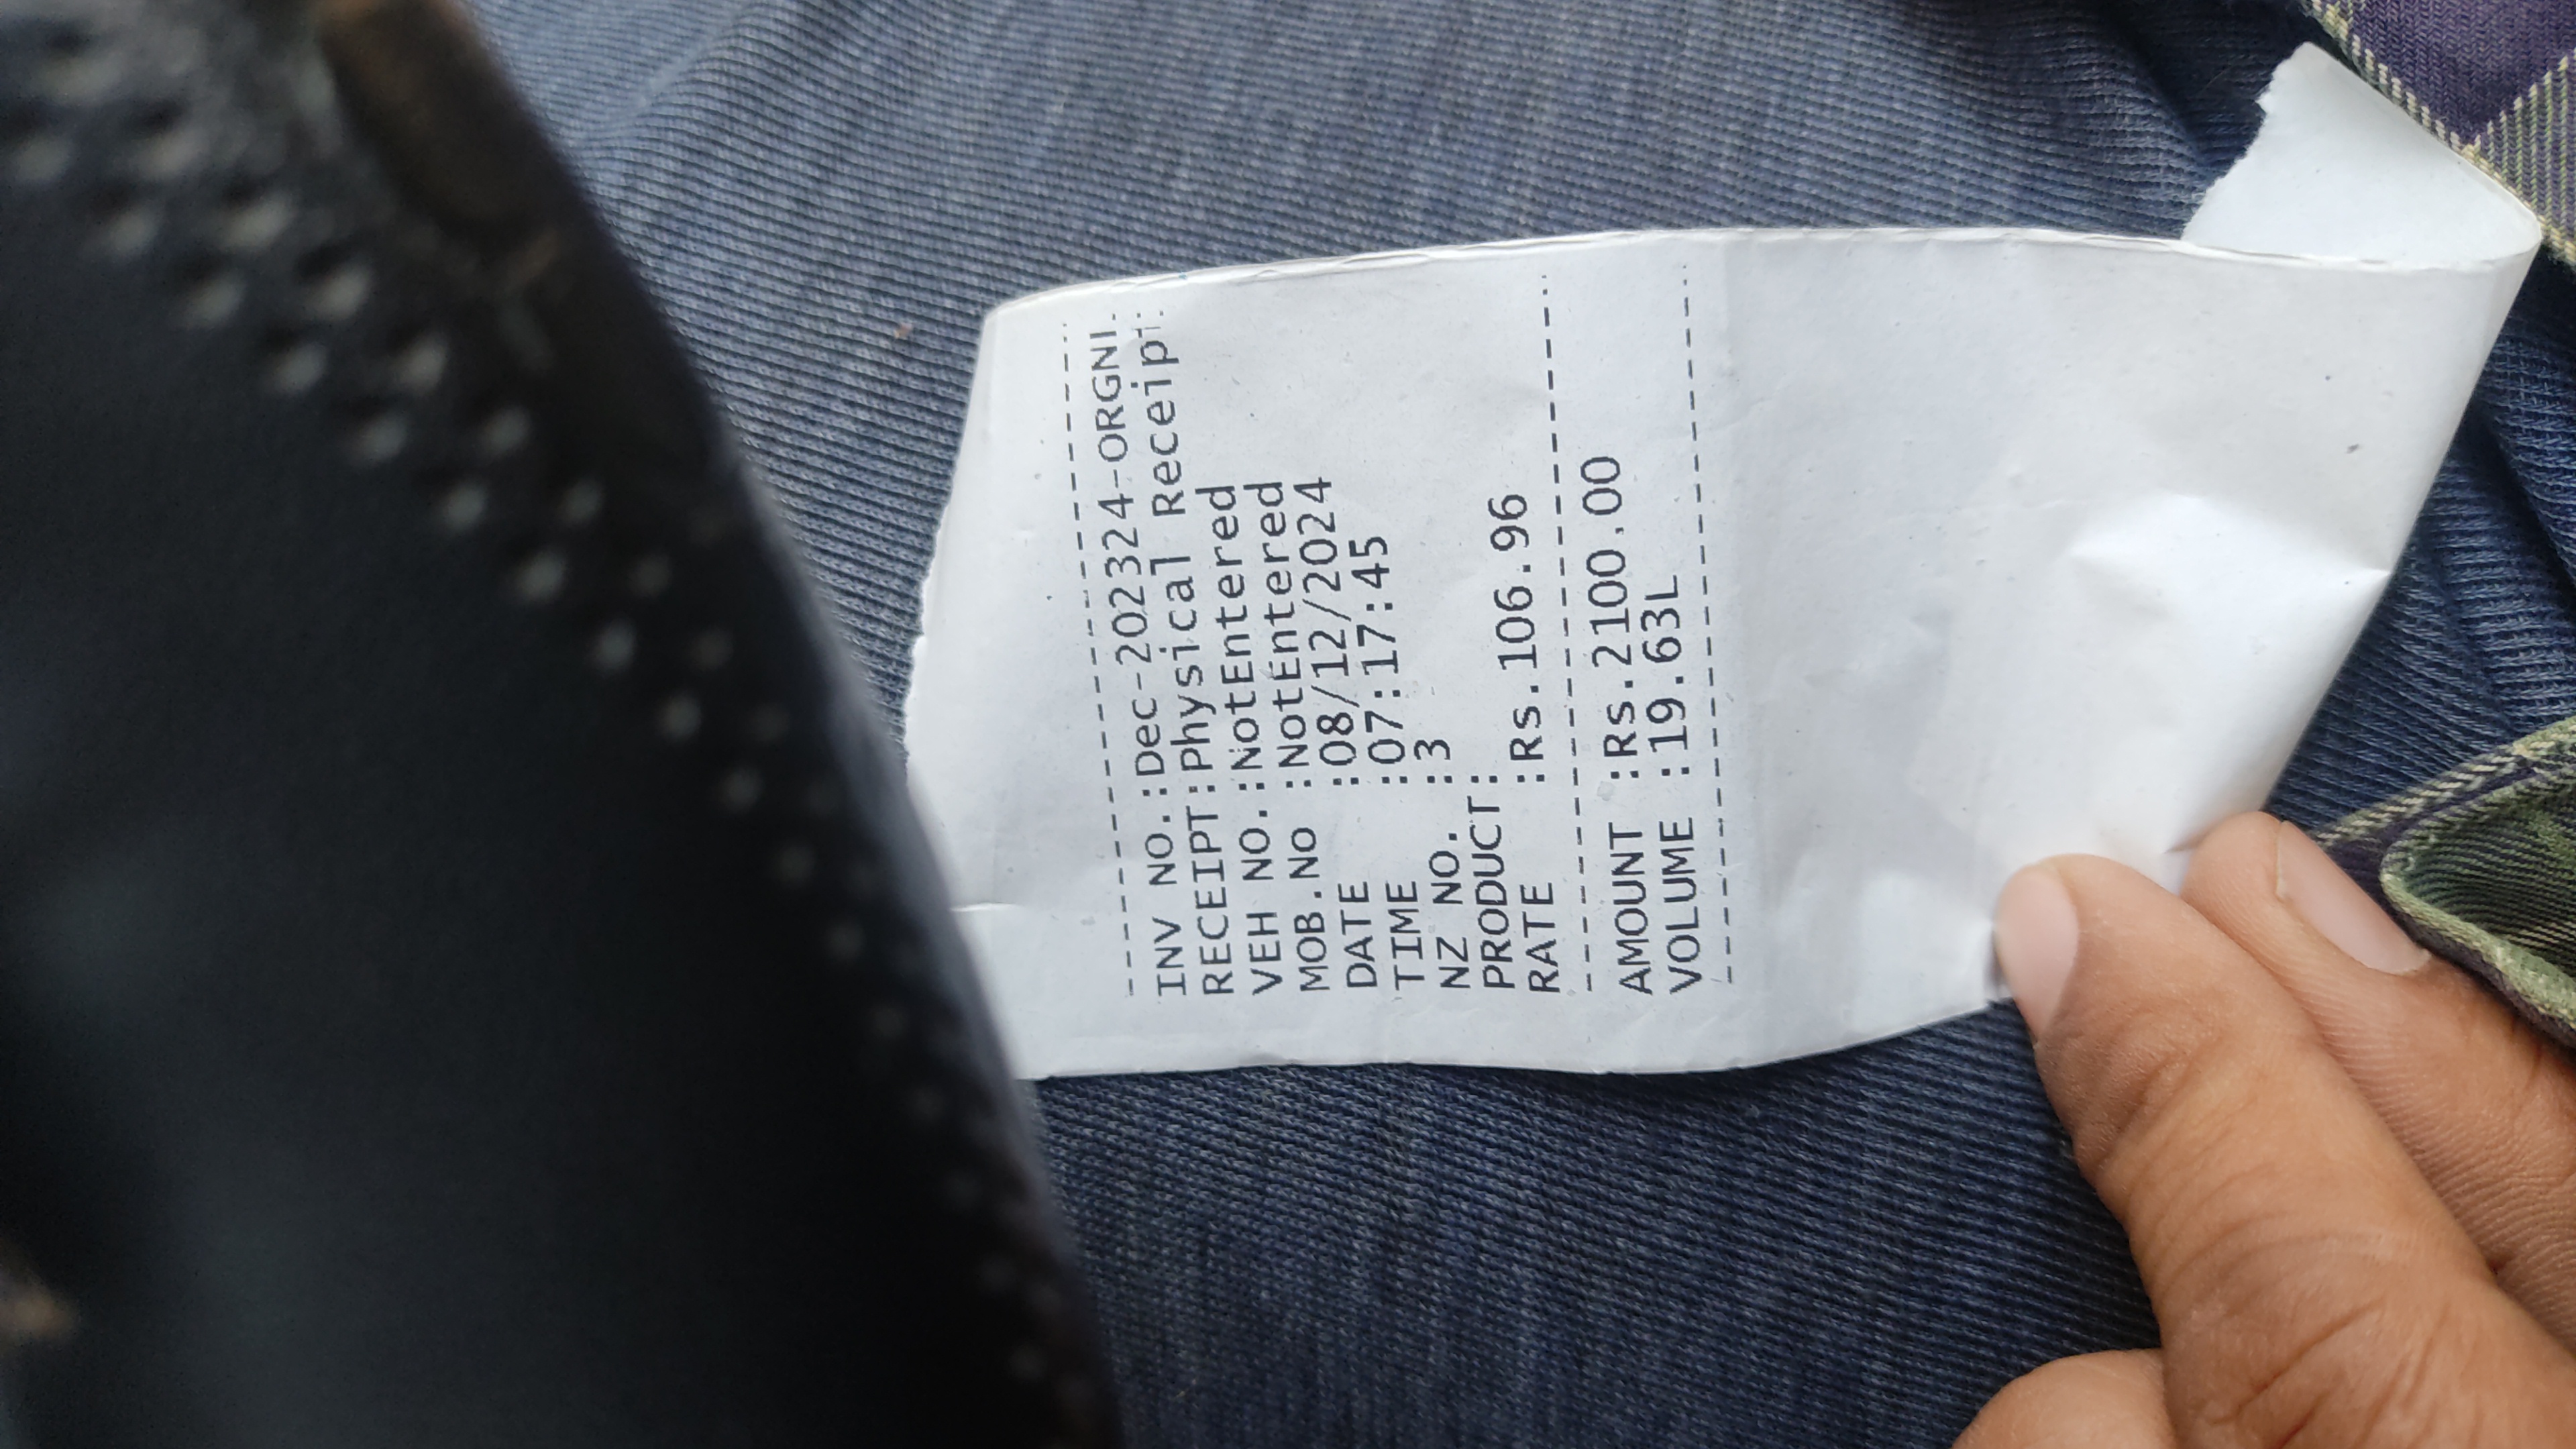 INV NO.:Dec-202324-ORGNI.
RECEIPT:Physical Receipt
VEH NO.:NotEntered
MOB.No :NotEntered
DATE :08/12/2024
TIME :07:17:45
NZ NO. :3
PRODUCT:
RATE :Rs.106.96
AMOUNT :Rs.2100.00
VOLUME :19.63L